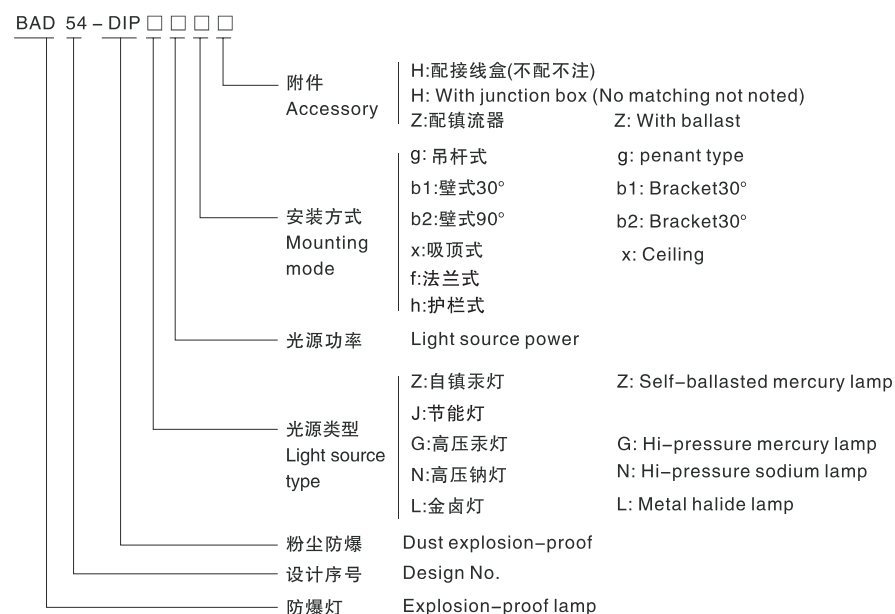 BAD 54-DIP□□□□
附件
Accessory
H:配接线盒(不配不注)
H: With junction box (No matching not noted)
Z:配镇流器 Z: With ballast
安装方式
Mounting
mode
g: 吊杆式 g: penant type
b1:壁式30° b1: Bracket30°
b2:壁式90° b2: Bracket30°
x:吸顶式 x: Ceiling
f:法兰式
h:护栏式
光源功率 Light source power
光源类型
Light source
type
Z:自镇汞灯 Z: Self-ballasted mercury lamp
J:节能灯
G:高压汞灯 G: Hi-pressure mercury lamp
N:高压钠灯 N: Hi-pressure sodium lamp
L:金卤灯 L: Metal halide lamp
粉尘防爆 Dust explosion-proof
设计序号 Design No.
防爆灯 Explosion-proof lamp